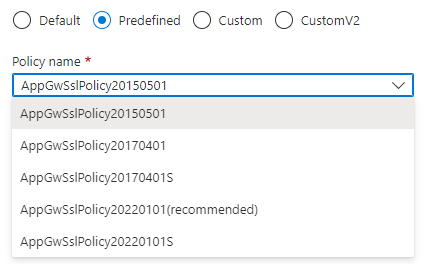 Default Predefined Custom CustomV2
Policy name *
AppGwSslPolicy20150501
AppGwSslPolicy20150501
AppGwSslPolicy20170401
AppGwSslPolicy20170401S
AppGwSslPolicy20220101(recommended)
AppGwSslPolicy20220101S